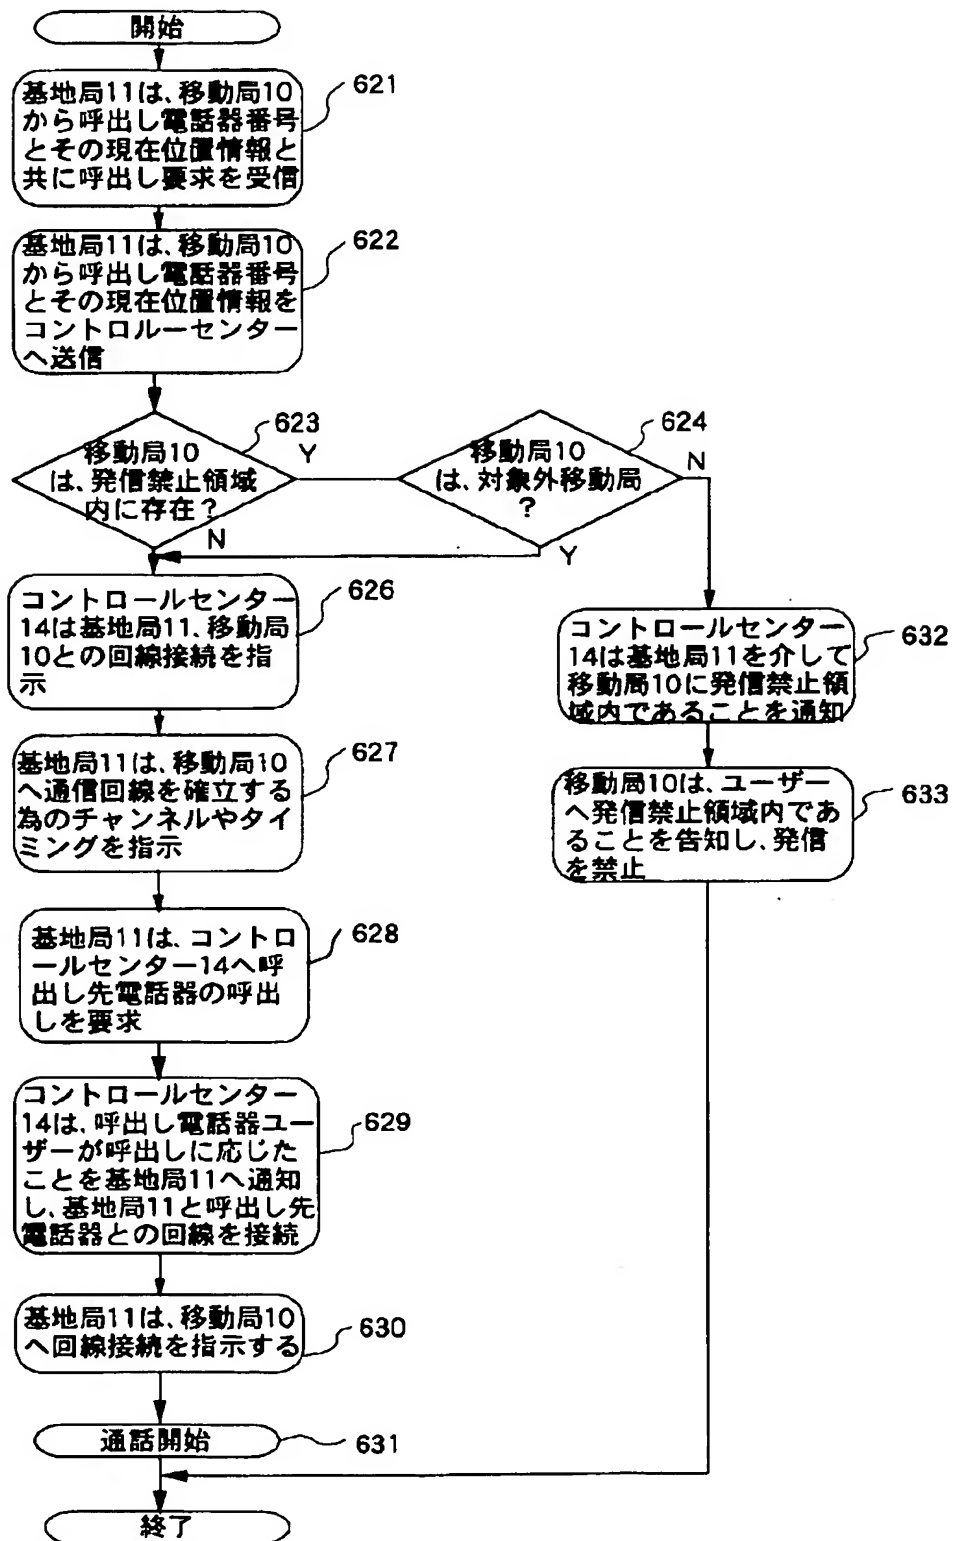 開始
基地局11は、移動局10
から呼出し電話器番号
とその現在位置情報と
共に呼出し要求を受信
621
基地局11は、移動局10
から呼出し電話器番号
とその現在位置情報を
コントロルーセンター
へ送信
622
移動局10
は、発信禁止領域
内に存在?
623
Y
N
移動局10
は、対象外移動局
?
624
N
Y
コントロールセンター
14は基地局11、移動局
10との回線接続を指
示
626
基地局11は、移動局10
へ通信回線を確立する
為のチャンネルやタイ
ミングを指示
627
基地局11は、コントロ
ールセンター14へ呼
出し先電話器の呼出
しを要求
628
コントロールセンター
14は、呼出し電話器ユー
ザーが呼出しに応じた
ことを基地局11へ通知
し、基地局11と呼出し先
電話器との回線を接続
629
基地局11は、移動局10
へ回線接続を指示する
630
通話開始
631
コントロールセンター
14は基地局11を介して
移動局10に発信禁止領
域内であることを通知
632
移動局10は、ユーザー
へ発信禁止領域内であ
ることを告知し、発信
を禁止
633
終了